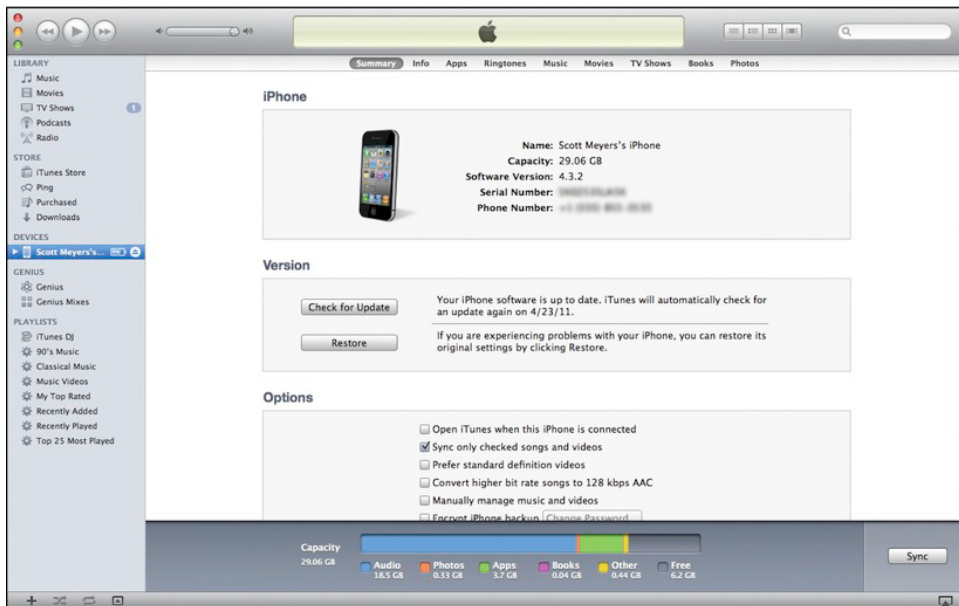 Summary Info Apps Ringtones Music Movies TV Shows Books Photos
LIBRARY
Music
Movies
TV Shows 1
Podcasts
Radio
STORE
iTunes Store
Ping
Purchased
Downloads
DEVICES
Scott Meyers's...
GENIUS
Genius
Genius Mixes
PLAYLISTS
iTunes DJ
90's Music
Classical Music
Music Videos
My Top Rated
Recently Added
Recently Played
Top 25 Most Played
iPhone
Name: Scott Meyers's iPhone
Capacity: 29.06 GB
Software Version: 4.3.2
Serial Number:
Phone Number:
Version
Check for Update
Your iPhone software is up to date. iTunes will automatically check for
an update again on 4/23/11.
Restore
If you are experiencing problems with your iPhone, you can restore its
original settings by clicking Restore.
Options
Open iTunes when this iPhone is connected
Sync only checked songs and videos
Prefer standard definition videos
Convert higher bit rate songs to 128 kbps AAC
Manually manage music and videos
Encrypt iPhone backup Change Password
Capacity
29.06 GB
Audio Photos Apps Books Other Free
18.5 GB 0.33 GB 3.7 GB 0.04 GB 0.44 GB 6.2 GB
Sync